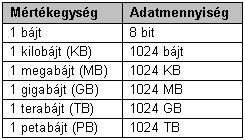 Mértékegység Adatmennyiség
1 bájt 8 bit
1 kilobájt (KB) 1024 bájt
1 megabájt (MB) 1024 KB
1 gigabájt (GB) 1024 MB
1 terabájt (TB) 1024 GB
1 petabájt (PB) 1024 TB